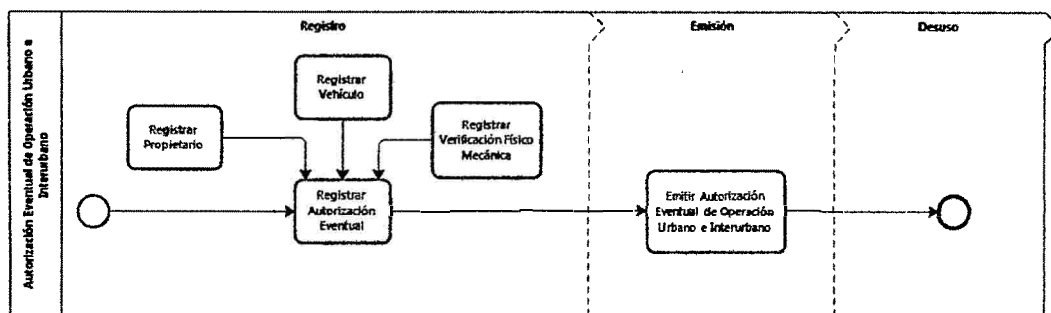 Autorización Eventual de Operación Urbano e
Interurbano
Registro
Emisión
Desuso
Registrar
Vehículo
Registrar
Propietario
Registrar
Verificación Físico
Mecánica
Registrar
Autorización
Eventual
Emitir Autorización
Eventual de Operación
Urbano e Interurbano